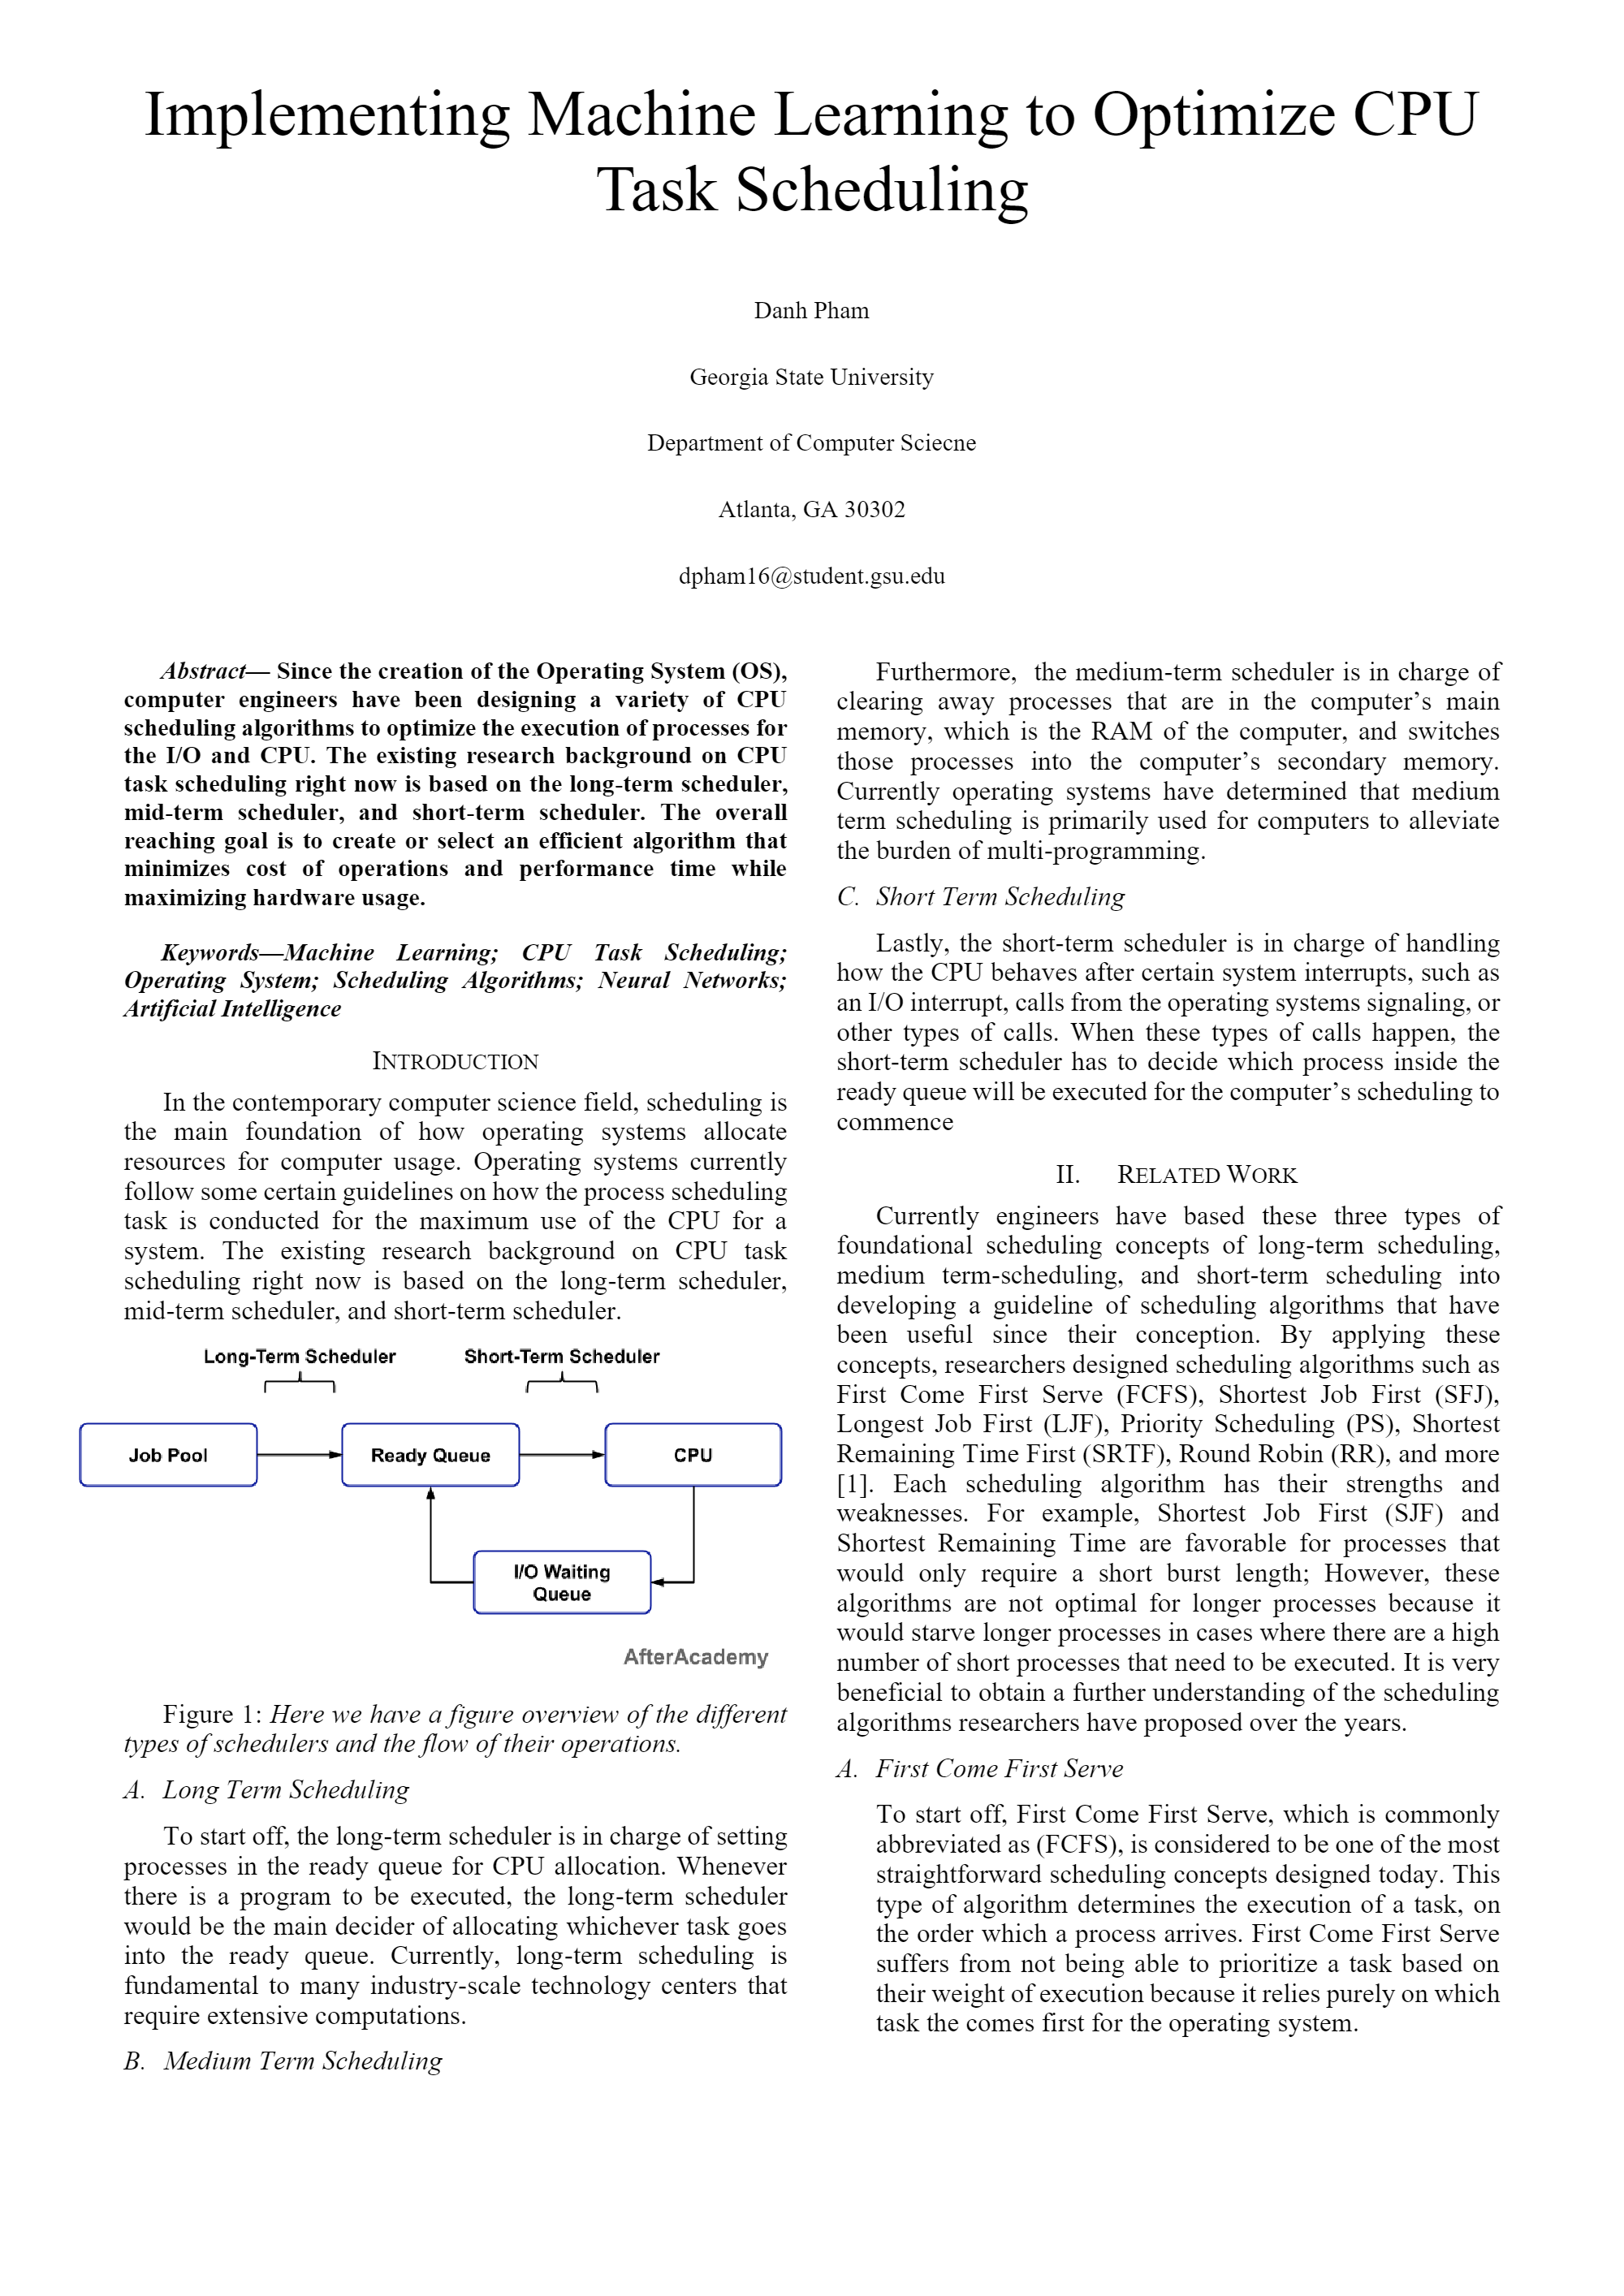 Implementing Machine Learning to Optimize CPU
Task Scheduling
Danh Pham
Georgia State University
Department of Computer Sciecne
Atlanta, GA 30302
dpham16@student.gsu.edu
Abstract— Since the creation of the Operating System (OS),
computer engineers have been designing a variety of CPU
scheduling algorithms to optimize the execution of processes for
the I/O and CPU. The existing research background on CPU
task scheduling right now is based on the long-term scheduler,
mid-term scheduler, and short-term scheduler. The overall
reaching goal is to create or select an efficient algorithm that
minimizes cost of operations and performance time while
maximizing hardware usage.
Keywords—Machine Learning; CPU Task Scheduling;
Operating System; Scheduling Algorithms; Neural Networks;
Artificial Intelligence
INTRODUCTION
In the contemporary computer science field, scheduling is
the main foundation of how operating systems allocate
resources for computer usage. Operating systems currently
follow some certain guidelines on how the process scheduling
task is conducted for the maximum use of the CPU for a
system. The existing research background on CPU task
scheduling right now is based on the long-term scheduler,
mid-term scheduler, and short-term scheduler.
Long-Term Scheduler Short-Term Scheduler
Job Pool Ready Queue CPU
I/O Waiting
Queue
AfterAcademy
Figure 1: Here we have a figure overview of the different
types of schedulers and the flow of their operations.
A. Long Term Scheduling
To start off, the long-term scheduler is in charge of setting
processes in the ready queue for CPU allocation. Whenever
there is a program to be executed, the long-term scheduler
would be the main decider of allocating whichever task goes
into the ready queue. Currently, long-term scheduling is
fundamental to many industry-scale technology centers that
require extensive computations.
B. Medium Term Scheduling
Furthermore, the medium-term scheduler is in charge of
clearing away processes that are in the computer’s main
memory, which is the RAM of the computer, and switches
those processes into the computer’s secondary memory.
Currently operating systems have determined that medium
term scheduling is primarily used for computers to alleviate
the burden of multi-programming.
C. Short Term Scheduling
Lastly, the short-term scheduler is in charge of handling
how the CPU behaves after certain system interrupts, such as
an I/O interrupt, calls from the operating systems signaling, or
other types of calls. When these types of calls happen, the
short-term scheduler has to decide which process inside the
ready queue will be executed for the computer’s scheduling to
commence
II. RELATED WORK
Currently engineers have based these three types of
foundational scheduling concepts of long-term scheduling,
medium term-scheduling, and short-term scheduling into
developing a guideline of scheduling algorithms that have
been useful since their conception. By applying these
concepts, researchers designed scheduling algorithms such as
First Come First Serve (FCFS), Shortest Job First (SFJ),
Longest Job First (LJF), Priority Scheduling (PS), Shortest
Remaining Time First (SRTF), Round Robin (RR), and more
[1]. Each scheduling algorithm has their strengths and
weaknesses. For example, Shortest Job First (SJF) and
Shortest Remaining Time are favorable for processes that
would only require a short burst length; However, these
algorithms are not optimal for longer processes because it
would starve longer processes in cases where there are a high
number of short processes that need to be executed. It is very
beneficial to obtain a further understanding of the scheduling
algorithms researchers have proposed over the years.
A. First Come First Serve
To start off, First Come First Serve, which is commonly
abbreviated as (FCFS), is considered to be one of the most
straightforward scheduling concepts designed today. This
type of algorithm determines the execution of a task, on
the order which a process arrives. First Come First Serve
suffers from not being able to prioritize a task based on
their weight of execution because it relies purely on which
task the comes first for the operating system.